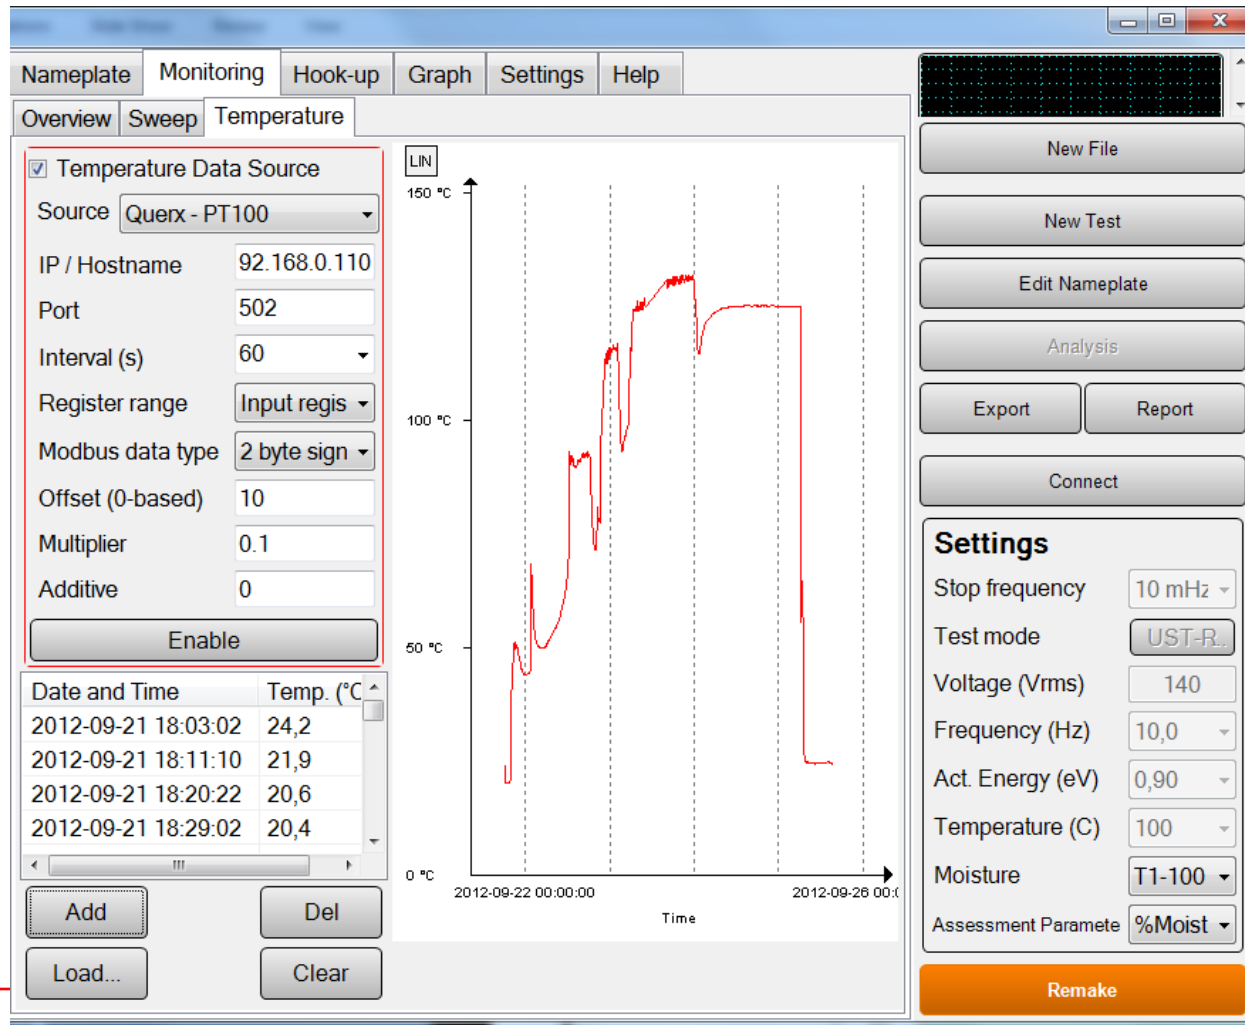 Nameplate Monitoring Hook-up Graph Settings Help
Overview Sweep Temperature
Temperature Data Source
Source Querx - PT100
IP / Hostname 92.168.0.110
Port 502
Interval (s) 60
Register range Input regis
Modbus data type 2 byte sign
Offset (0-based) 10
Multiplier 0.1
Additive 0
Enable
Date and Time Temp. (°C
2012-09-21 18:03:02 24,2
2012-09-21 18:11:10 21,9
2012-09-21 18:20:22 20,6
2012-09-21 18:29:02 20,4
Add Del
Load... Clear
LIN
150 °C
100 °C
50 °C
0 °C
2012-09-22 00:00:00 2012-09-26 00:0
Time
New File
New Test
Edit Nameplate
Analysis
Export Report
Connect
Settings
Stop frequency 10 mHz
Test mode UST-R..
Voltage (Vrms) 140
Frequency (Hz) 10,0
Act. Energy (eV) 0,90
Temperature (C) 100
Moisture T1-100
Assessment Paramete %Moist
Remake